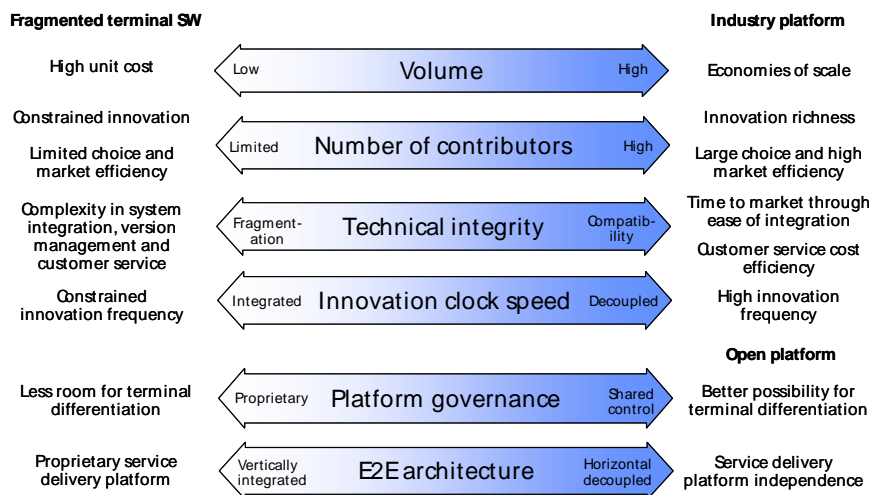 Fragmented terminal SW
Industry platform
High unit cost
Low
Volume
High
Economies of scale
Constrained innovation
Innovation richness
Limited choice and
market efficiency
Limited
Number of contributors
High
Large choice and high
market efficiency
Complexity in system
integration, version
management and
customer service
Fragment-
ation
Technical integrity
Compatib-
ility
Time to market through
ease of integration
Customer service cost
efficiency
Constrained
innovation frequency
Integrated
Innovation clock speed
Decoupled
High innovation
frequency
Open platform
Less room for terminal
differentiation
Proprietary
Platform governance
Shared
control
Better possibility for
terminal differentiation
Proprietary service
delivery platform
Vertically
integrated
E2E architecture
Horizontal
decoupled
Service delivery
platform independence